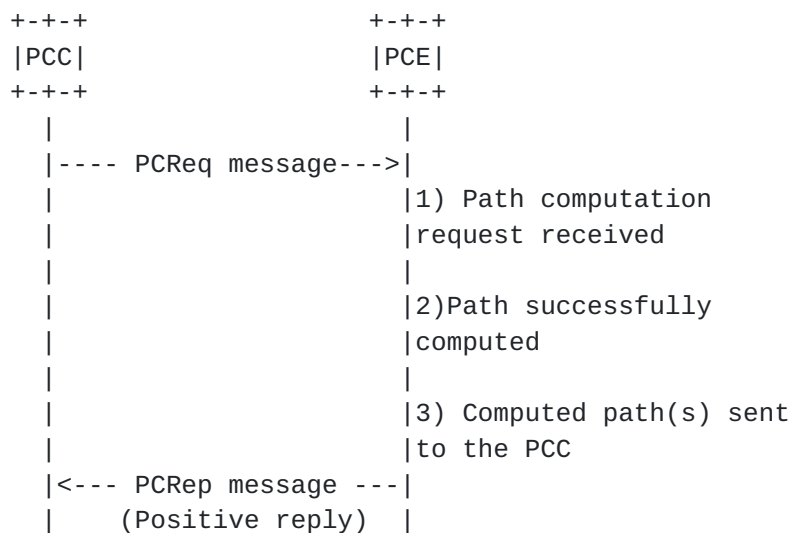 +-+-+                +-+-+
|PCC|                |PCE|
+-+-+                +-+-+
  |                    |
  |---- PCReq message--->|
  |                    |1) Path computation
  |                    |request received
  |                    |
  |                    |2)Path successfully
  |                    |computed
  |                    |
  |                    |3) Computed path(s) sent
  |                    |to the PCC
  |<--- PCRep message ---|
  |    (Positive reply)  |